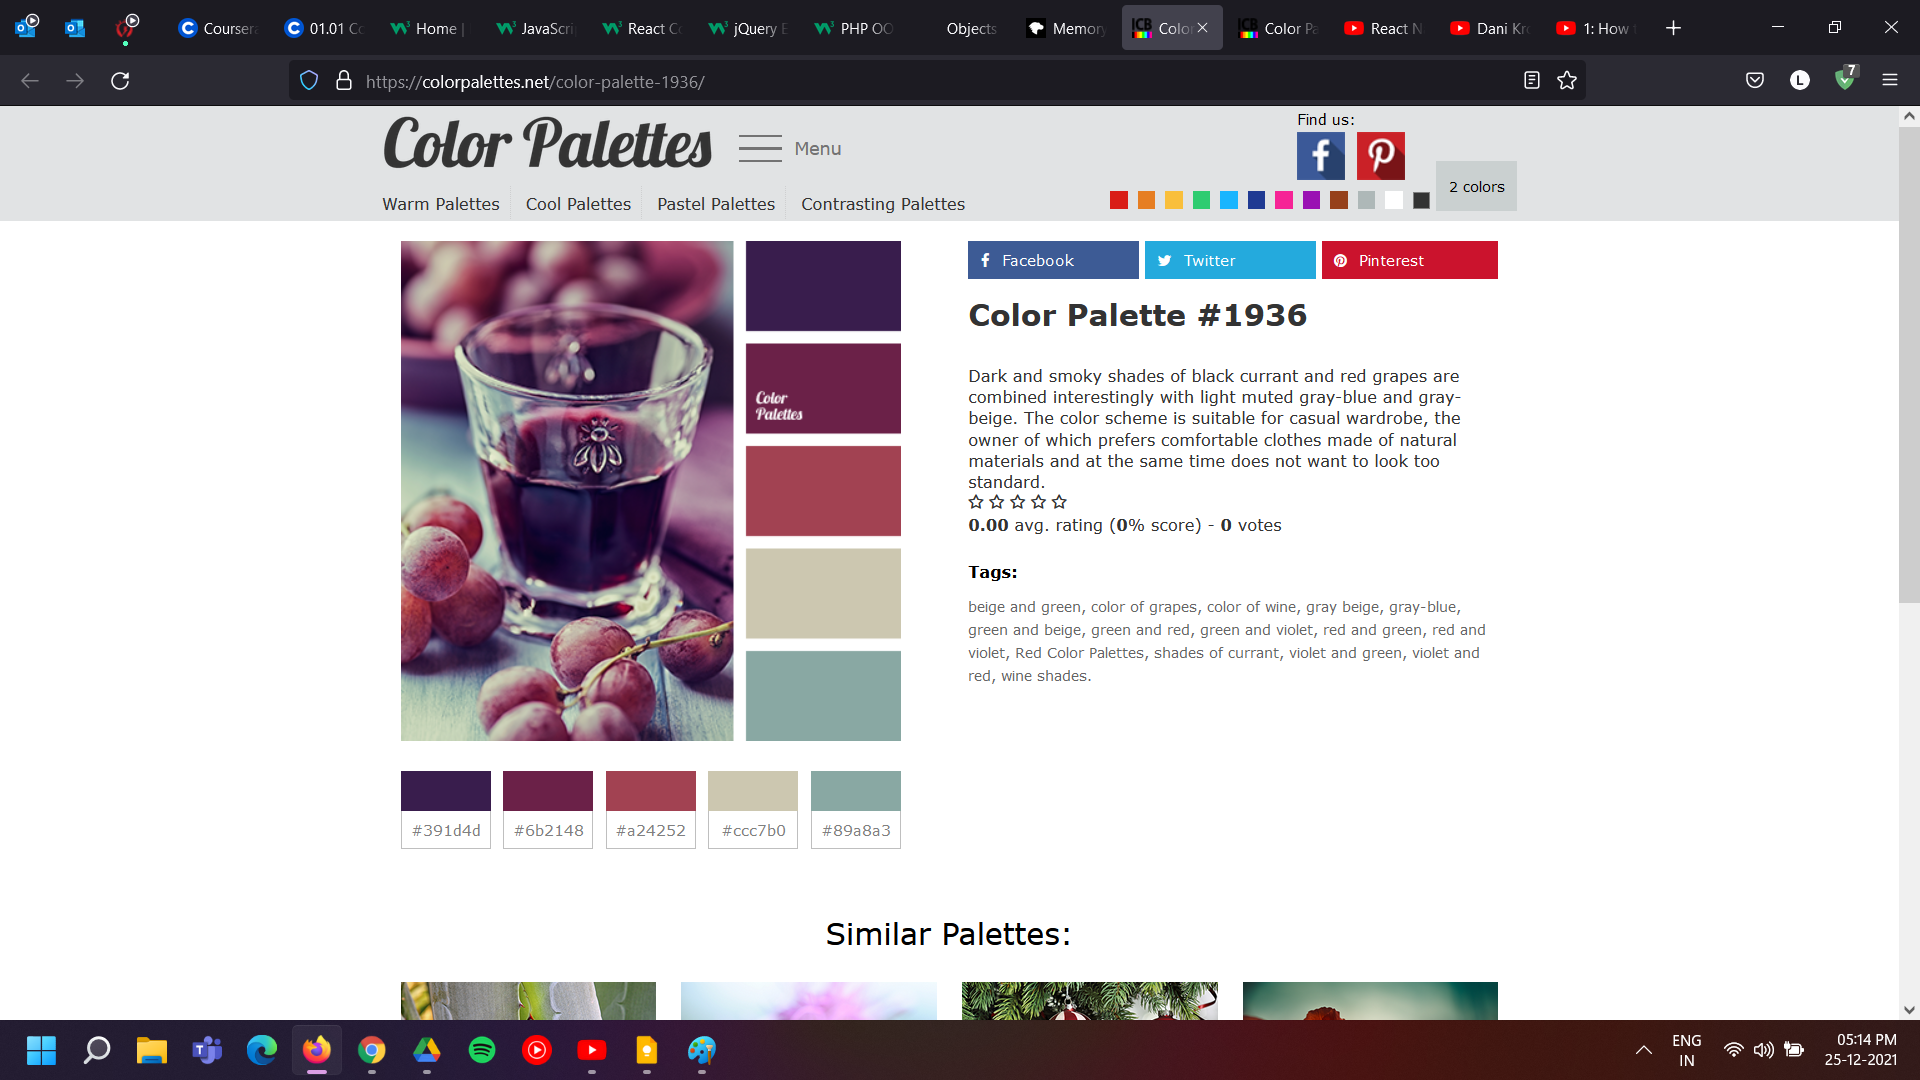 Coursera
01.01 Co
Home |
JavaScri
React Co
jQuery E
PHP OO
Objects
Memory
Color
Color Pa
React N
Dani Kro
1: How t
https://colorpalettes.net/color-palette-1936/
L
7
Color Palettes
Menu
Find us:
Warm Palettes
Cool Palettes
Pastel Palettes
Contrasting Palettes
2 colors
Facebook
Twitter
Pinterest
Color Palette #1936
Dark and smoky shades of black currant and red grapes are
combined interestingly with light muted gray-blue and gray-
beige. The color scheme is suitable for casual wardrobe, the
owner of which prefers comfortable clothes made of natural
materials and at the same time does not want to look too
standard.
0.00 avg. rating (0% score) - 0 votes
Tags:
beige and green, color of grapes, color of wine, gray beige, gray-blue,
green and beige, green and red, green and violet, red and green, red and
violet, Red Color Palettes, shades of currant, violet and green, violet and
red, wine shades.
Color
Palettes
#391d4d
#6b2148
#a24252
#ccc7b0
#89a8a3
Similar Palettes:
ENG
IN
05:14 PM
25-12-2021